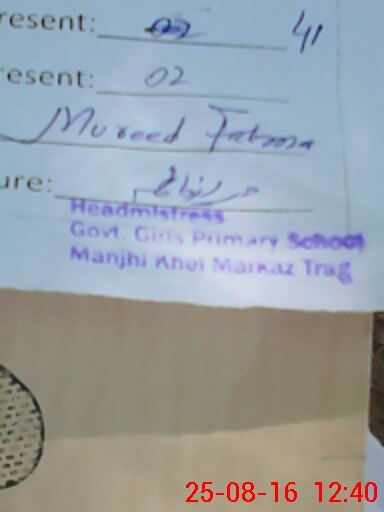 resent: 02 41
resent: 02
Mureed Fatma
ure:
Headmistress
Govt. Girls Primary School
Manjhi Khel Markaz Trag
25-08-16 12:40